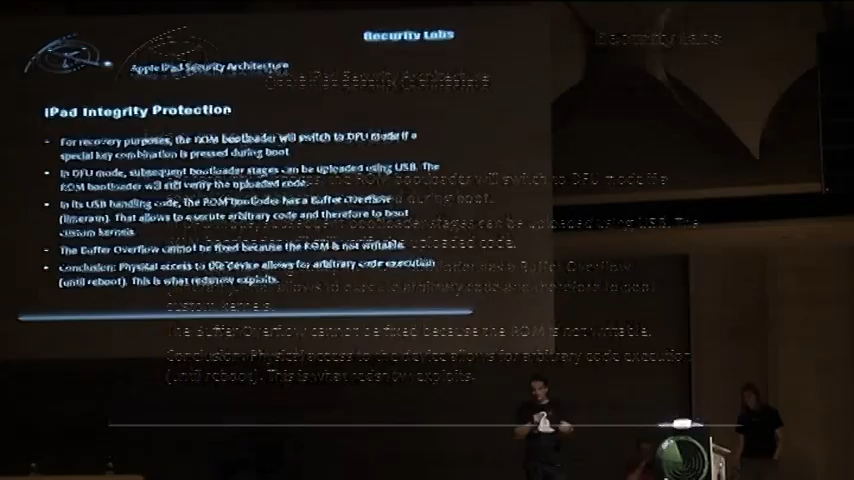 Recurity Labs
Apple iPad Security Architecture
iPad Integrity Protection
For recovery purposes, the ROM bootloader will switch to DFU mode if a
special key combination is pressed during boot.
In DFU mode, subsequent bootloader stages can be uploaded using USB. The
ROM bootloader will still verify the uploaded code.
In its USB handling code, the ROM bootloader has a Buffer Overflow
(limera1n). That allows to execute arbitrary code and therefore to boot
custom kernels.
The Buffer Overflow cannot be fixed because the ROM is not writable.
Conclusion: Physical access to the device allows for arbitrary code execution
(until reboot). This is what redsn0w exploits.